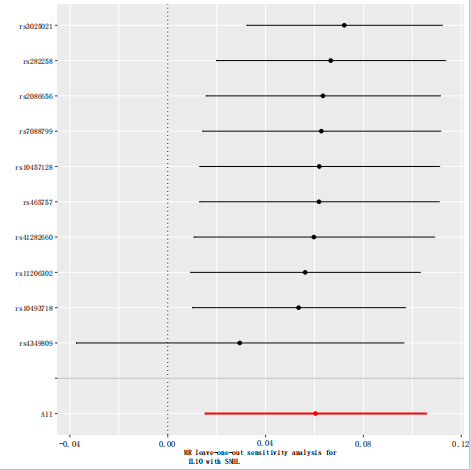 rs3025021
rs282258
rs2086656
rs7088799
rs10457128
rs465757
rs41282660
rs11206302
rs10493718
rs4349809
All
-0.04 0.00 0.04 0.08 0.12
MR leave-one-out sensitivity analysis for
IL10 with SNHL